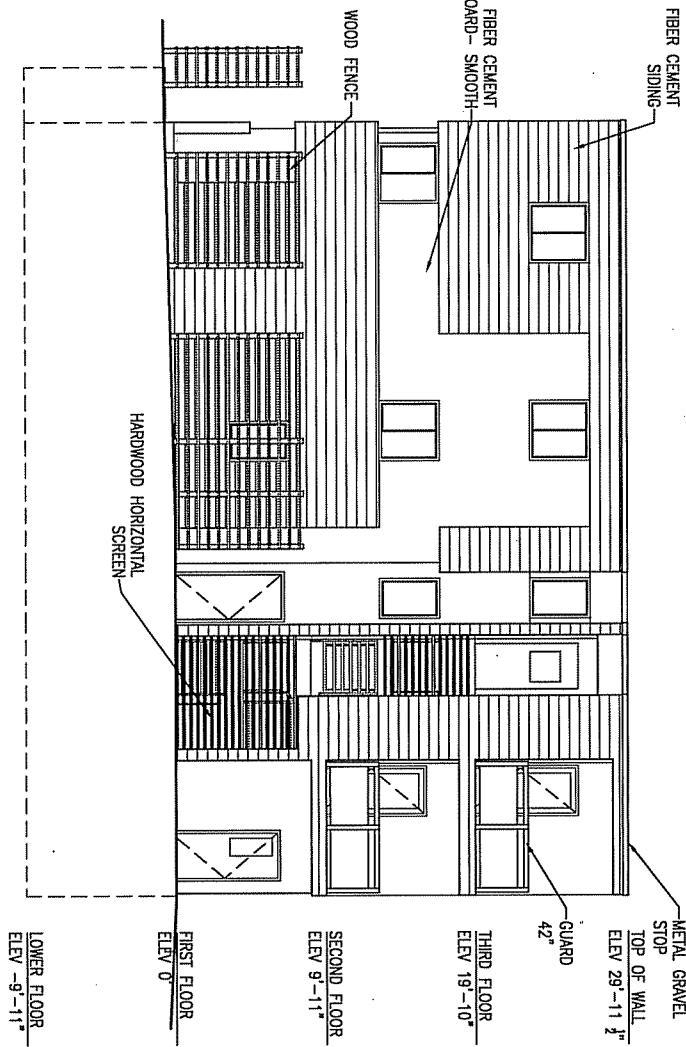 FIBER CEMENT
SIDING
FIBER CEMENT
OARD- SMOOTH
WOOD FENCE
HARDWOOD HORIZONTAL
SCREEN
METAL GRAVEL
STOP
TOP OF WALL
ELEV 29'-11 1/2"
GUARD
42"
THIRD FLOOR
ELEV 19'-10"
SECOND FLOOR
ELEV 9'-11"
FIRST FLOOR
ELEV 0'
LOWER FLOOR
ELEV -9'-11"